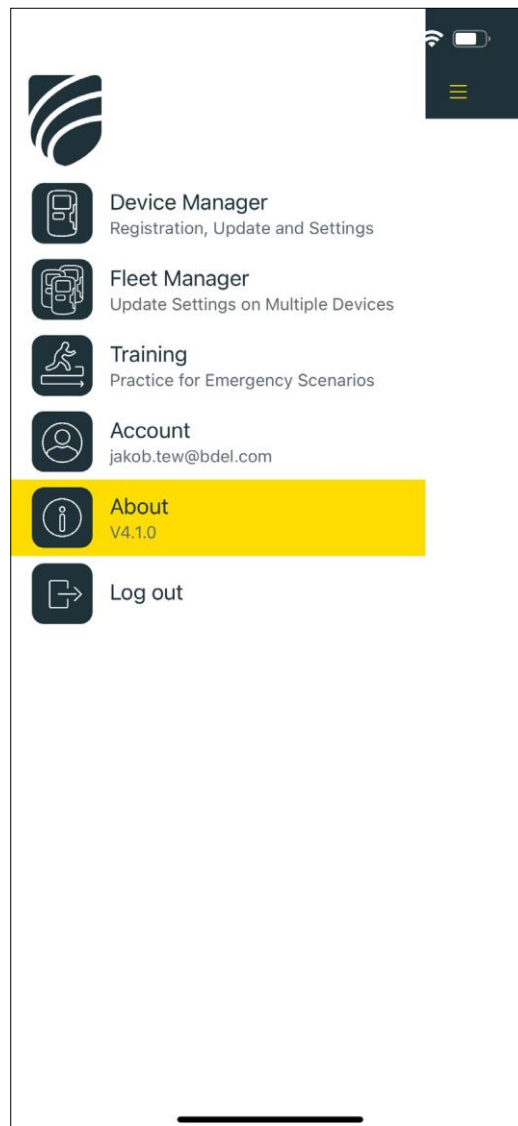 Device Manager
Registration, Update and Settings
Fleet Manager
Update Settings on Multiple Devices
Training
Practice for Emergency Scenarios
Account
jakob.tew@bdel.com
About
V4.1.0
Log out